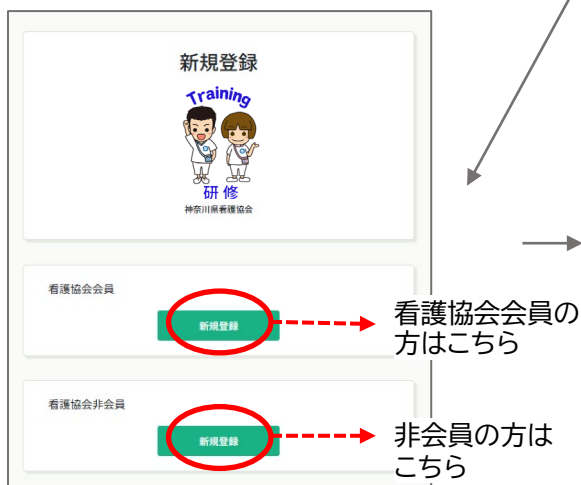 新規登録
Training
研修
神奈川県看護協会
看護協会会員
新規登録
看護協会会員の
方はこちら
看護協会非会員
新規登録
非会員の方は
こちら